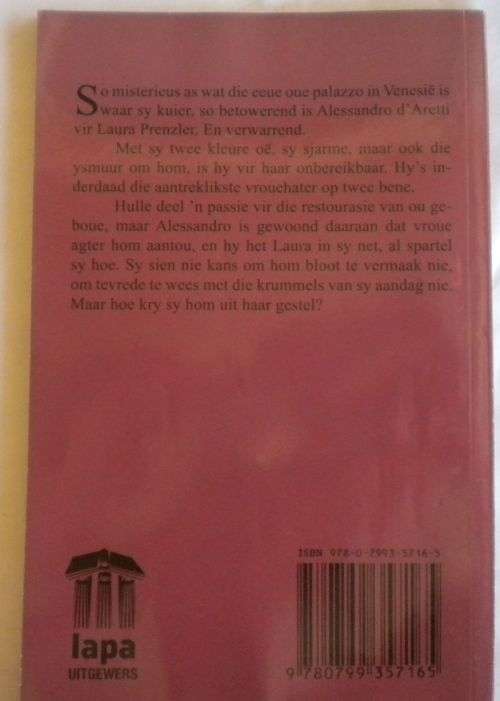 So misterieus as wat die eeue oue palazzo in Venesië is
waar sy kuier, so betowerend is Alessandro d’Aretti
vir Laura Prenzler. En verwarrend.
Met sy twee kleure oë, sy sjarme, maar ook die
ysmuur om hom, is hy vir haar onbereikbaar. Hy’s in-
derdaad die aantreklikste vrouehater op twee bene.
Hulle deel ’n passie vir die restourasie van ou ge-
boue, maar Alessandro is gewoond daaraan dat vroue
agter hom aantou, en hy het Laura in sy net, al spartel
sy hoe. Sy sien nie kans om hom bloot te vermaak nie,
om tevrede te wees met die krummels van sy aandag nie.
Maar hoe kry sy hom uit haar gestel?
ISBN 978-0-7993-5716-5
lapa
UITGEWERS
9 780799 357165